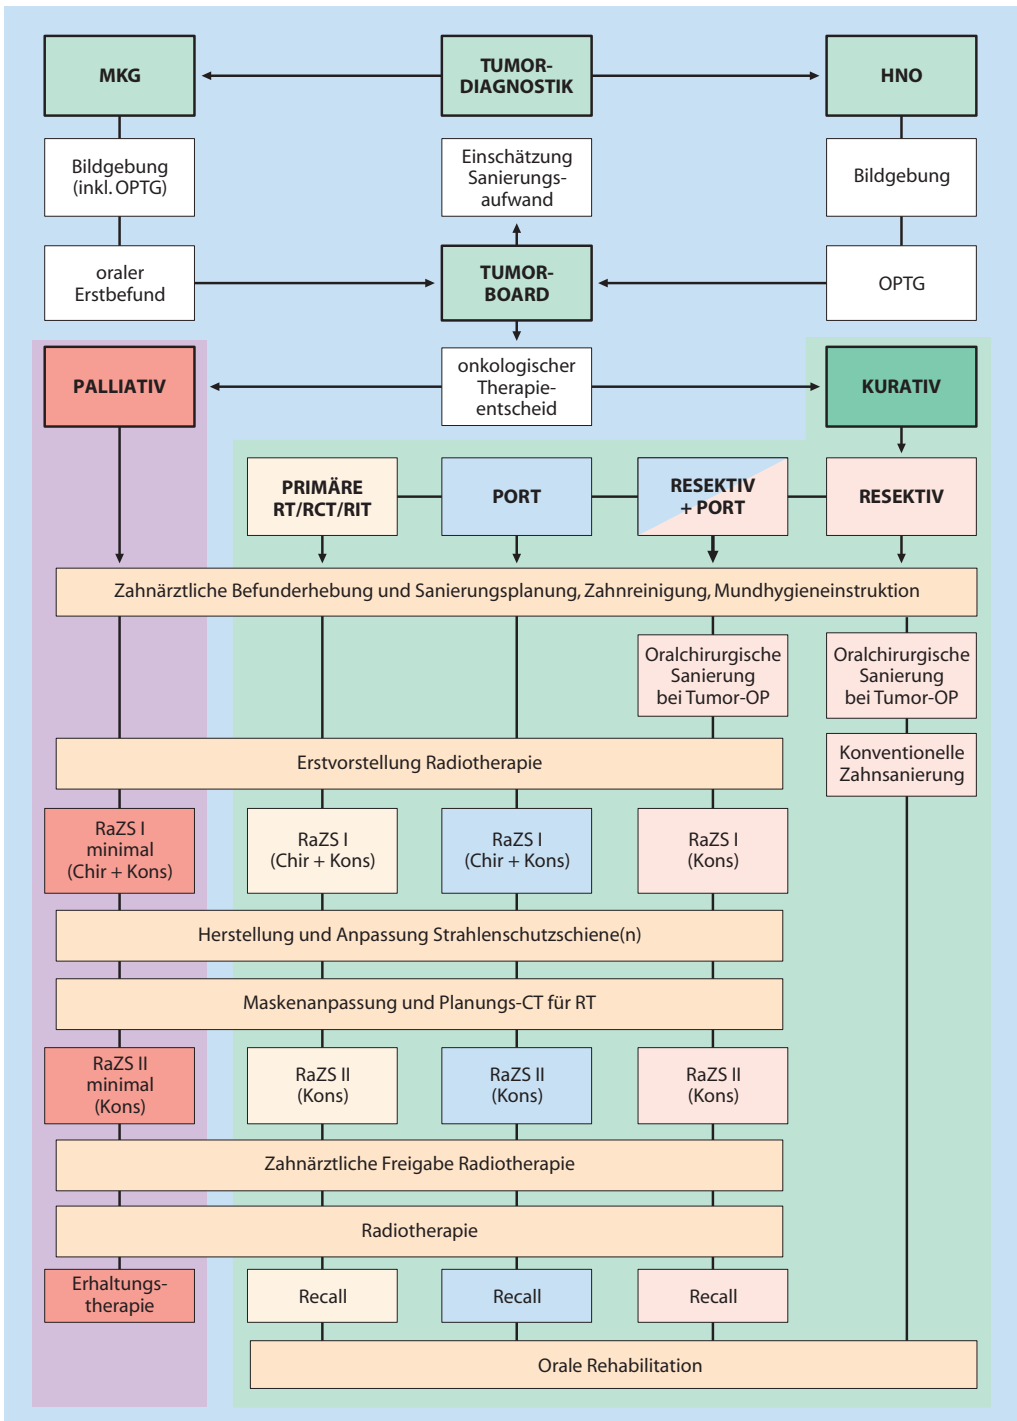 MKG
TUMOR-
DIAGNOSTIK
HNO
Bildgebung
(inkl. OPTG)
Einschätzung
Sanierungs-
aufwand
Bildgebung
oraler
Erstbefund
TUMOR-
BOARD
OPTG
PALLIATIV
onkologischer
Therapie-
entscheid
KURATIV
PRIMÄRE
RT/RCT/RIT
PORT
RESEKTIV
+ PORT
RESEKTIV
Zahnärztliche Befunderhebung und Sanierungsplanung, Zahnreinigung, Mundhygieneinstruktion
Oralchirurgische
Sanierung
bei Tumor-OP
Oralchirurgische
Sanierung
bei Tumor-OP
Erstvorstellung Radiotherapie
Konventionelle
Zahnsanierung
RaZS I
minimal
(Chir + Kons)
RaZS I
(Chir + Kons)
RaZS I
(Chir + Kons)
RaZS I
(Kons)
Herstellung und Anpassung Strahlenschutzschiene(n)
Maskenanpassung und Planungs-CT für RT
RaZS II
minimal
(Kons)
RaZS II
(Kons)
RaZS II
(Kons)
RaZS II
(Kons)
Zahnärztliche Freigabe Radiotherapie
Radiotherapie
Erhaltungs-
therapie
Recall
Recall
Recall
Orale Rehabilitation